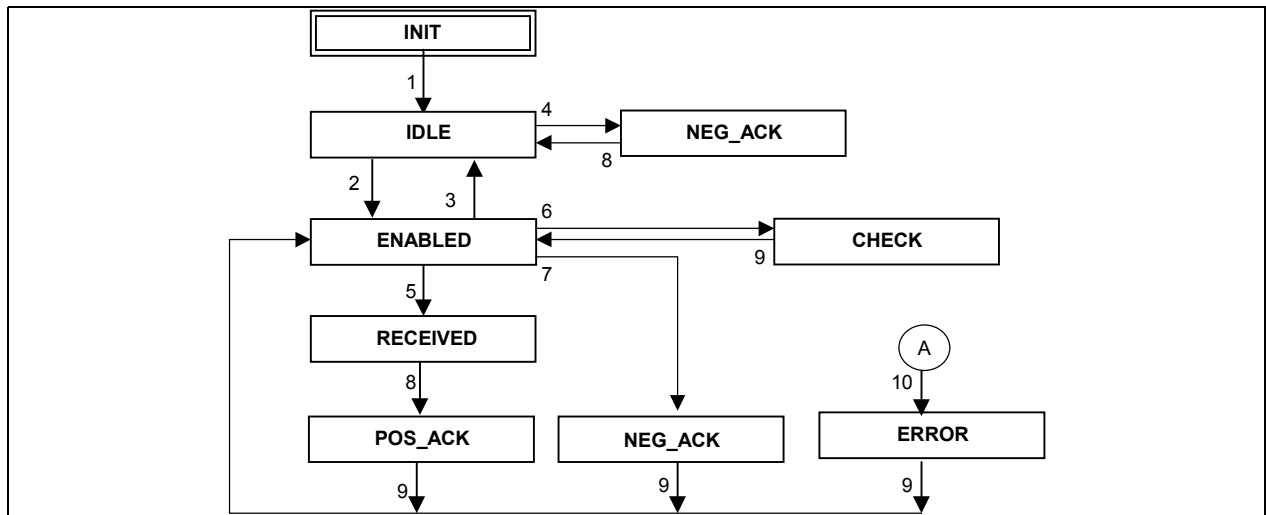 INIT
1
IDLE
4
NEG_ACK
8
2
3
6
ENABLED
CHECK
9
7
5
RECEIVED
A
8
10
POS_ACK
NEG_ACK
ERROR
9
9
9